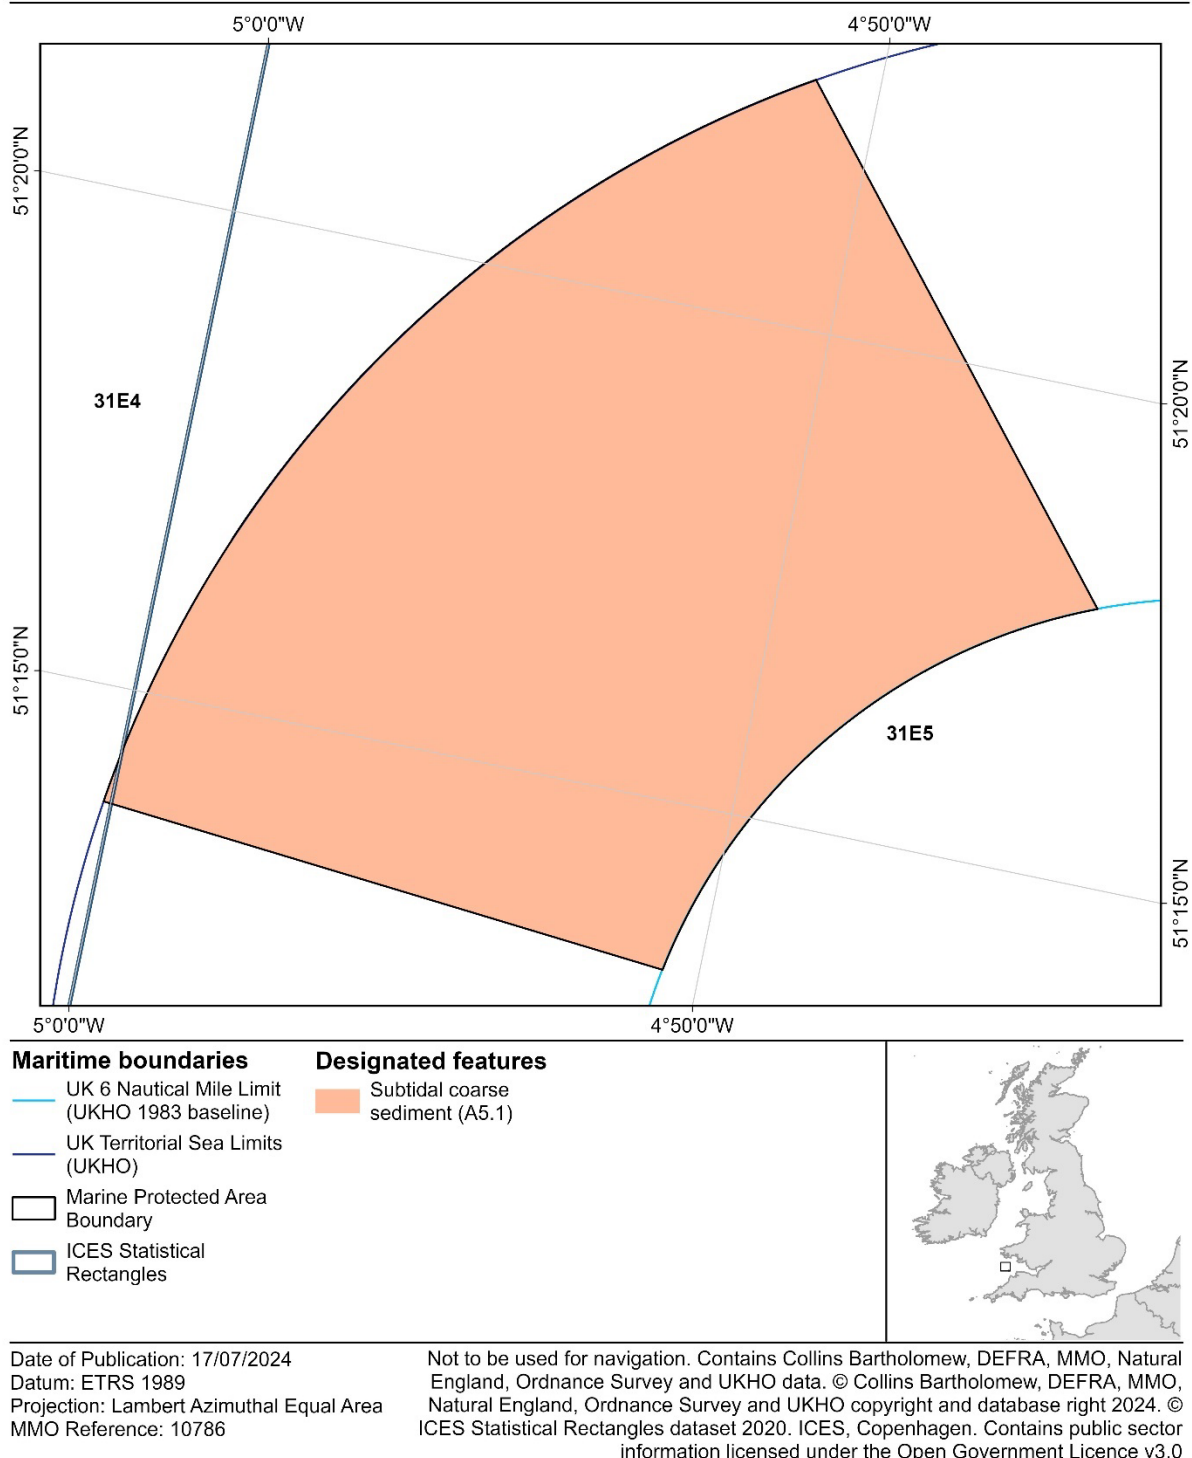 5°0'0"W
4°50'0"W
51°20'0"N
51°20'0"N
31E4
51°15'0"N
31E5
51°15'0"N
5°0'0"W
4°50'0"W
Maritime boundaries
UK 6 Nautical Mile Limit
(UKHO 1983 baseline)
UK Territorial Sea Limits
(UKHO)
Marine Protected Area
Boundary
ICES Statistical
Rectangles
Designated features
Subtidal coarse
sediment (A5.1)
Date of Publication: 17/07/2024
Datum: ETRS 1989
Projection: Lambert Azimuthal Equal Area
MMO Reference: 10786
Not to be used for navigation. Contains Collins Bartholomew, DEFRA, MMO, Natural
England, Ordnance Survey and UKHO data. © Collins Bartholomew, DEFRA, MMO,
Natural England, Ordnance Survey and UKHO copyright and database right 2024. ©
ICES Statistical Rectangles dataset 2020. ICES, Copenhagen. Contains public sector
information licensed under the Open Government Licence v3.0